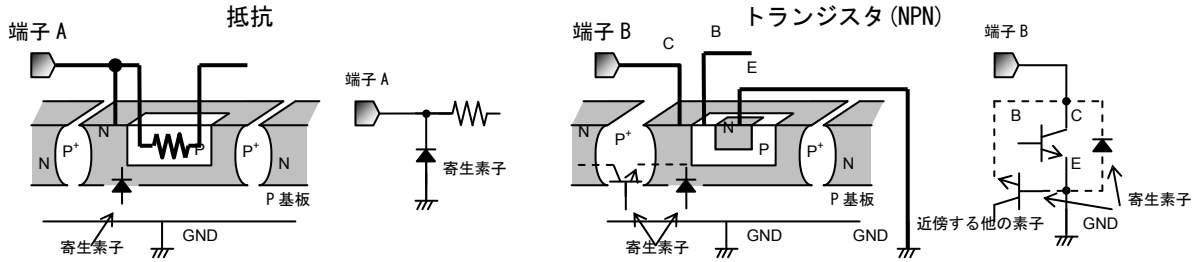 抵抗
端子 A
N
N
P+
P
P+
N
P 基板
GND
寄生素子
端子 A
寄生素子
トランジスタ(NPN)
端子 B
C
B
E
N
N
P+
N
P
P+
N
P 基板
GND
GND
寄生素子
端子 B
B
C
E
寄生素子
GND
近傍する他の素子